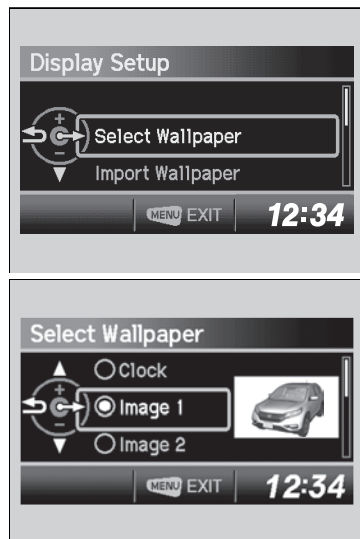 Display Setup
+
Select Wallpaper
−
Import Wallpaper
MENU EXIT
12:34
Select Wallpaper
Clock
+
Image 1
−
Image 2
MENU EXIT
12:34